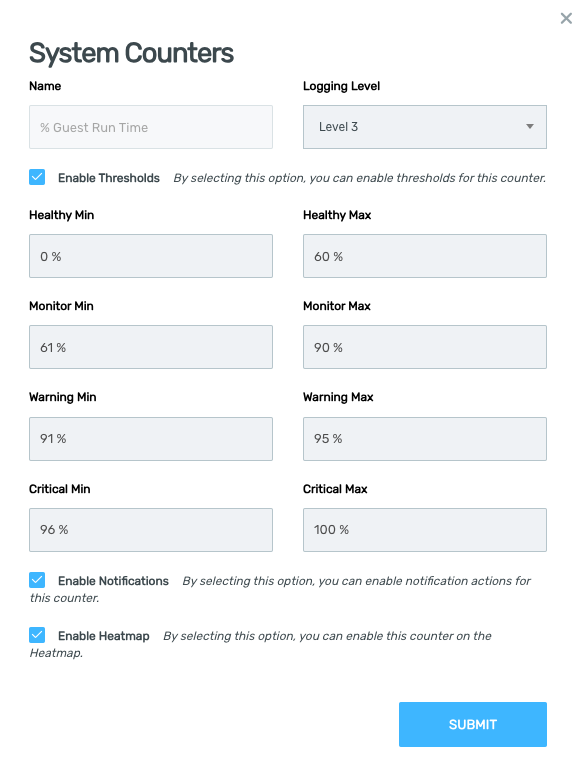 System Counters
Name
Logging Level
% Guest Run Time
Level 3
Enable Thresholds By selecting this option, you can enable thresholds for this counter.
Healthy Min
Healthy Max
0 %
60 %
Monitor Min
Monitor Max
61 %
90 %
Warning Min
Warning Max
91 %
95 %
Critical Min
Critical Max
96 %
100 %
Enable Notifications By selecting this option, you can enable notification actions for
this counter.
Enable Heatmap By selecting this option, you can enable this counter on the
Heatmap.
SUBMIT